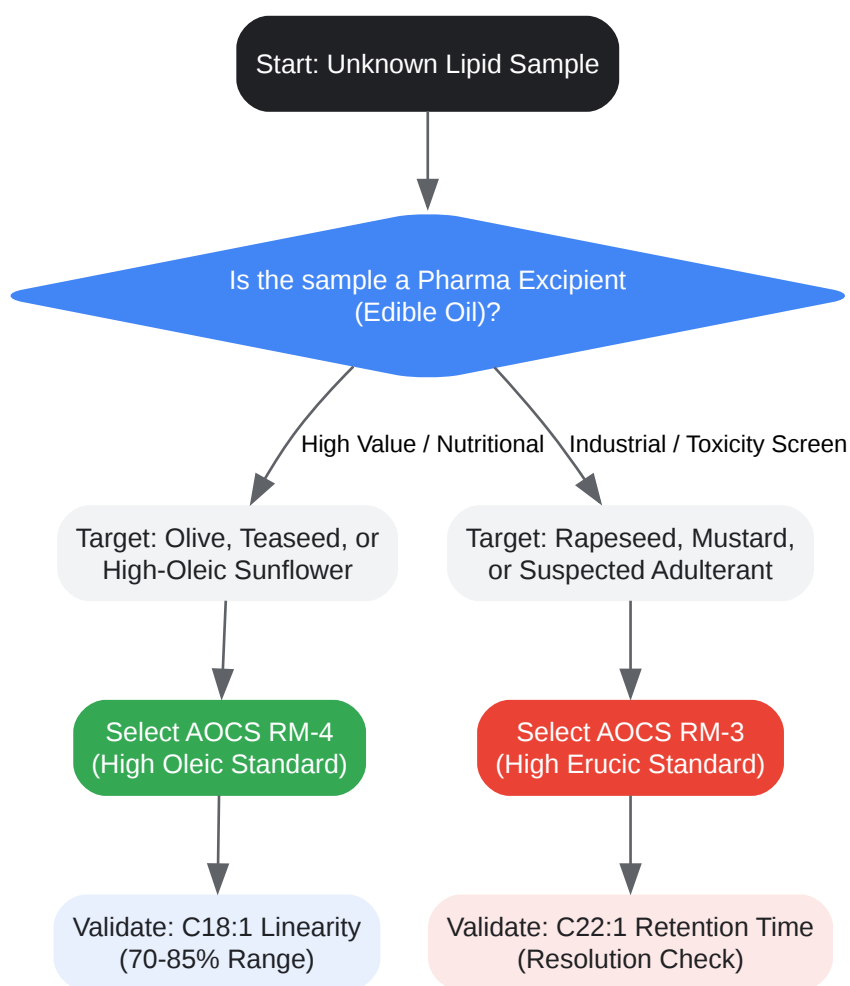 Start: Unknown Lipid Sample
Is the sample a Pharma Excipient
(Edible Oil)?
High Value / Nutritional
Industrial / Toxicity Screen
Target: Olive, Teaseed, or
High-Oleic Sunflower
Target: Rapeseed, Mustard,
or Suspected Adulterant
Select AOCS RM-4
(High Oleic Standard)
Select AOCS RM-3
(High Erucic Standard)
Validate: C18:1 Linearity
(70-85% Range)
Validate: C22:1 Retention Time
(Resolution Check)